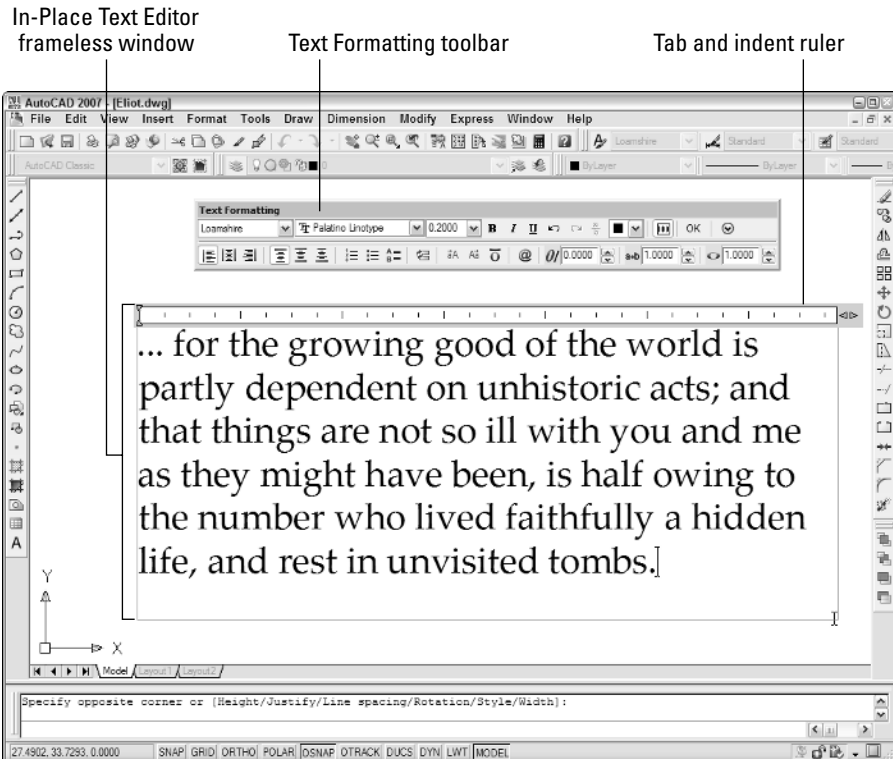 In-Place Text Editor
frameless window
Text Formatting toolbar
Tab and indent ruler
AutoCAD 2007 - [Eliot.dwg]
File Edit View Insert Format Tools Draw Dimension Modify Express Window Help
Loamshire Standard Standard
AutoCAD Classic 0 ByLayer ByLayer
Text Formatting
Loamshire Palatino Linotype 0.2000 B I U OK
@ 0/ 0.0000 a•b 1.0000 1.0000
... for the growing good of the world is
partly dependent on unhistoric acts; and
that things are not so ill with you and me
as they might have been, is half owing to
the number who lived faithfully a hidden
life, and rest in unvisited tombs.
A
Y
X
Model Layout1 Layout2
Specify opposite corner or [Height/Justify/Line spacing/Rotation/Style/Width]:
27.4902, 33.7293, 0.0000 SNAP GRID ORTHO POLAR OSNAP OTRACK DUCS DYN LWT MODEL